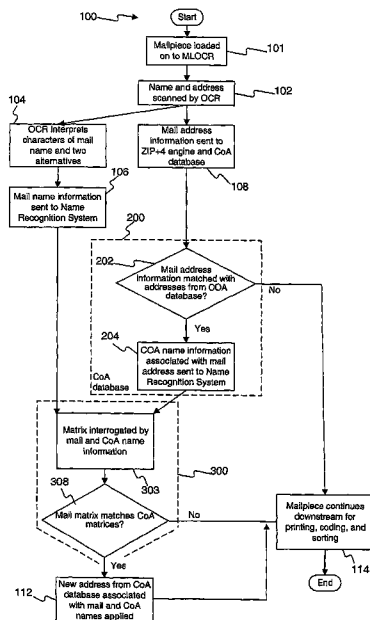 100
Start
Mailpiece loaded
on to MLOCR
101
Name and address
scanned by OCR
102
104
OCR interprets
characters of mail
name and two
alternatives
Mail address
information sent to
ZIP+4 engine and CoA
database
108
106
Mail name information
sent to Name
Recognition System
200
202
Mail address
information matched with
addresses from
database?
No
Yes
204
COA name information
associated with mail
address sent to Name
Recognition System
CoA
database
Matrix interrogated by
mail and CoA name
information
303
300
308
Mail matrix matches CoA
matrices?
No
Mailpiece continues
downstream for
printing, coding, and
sorting
114
Yes
End
112
New address from CoA
database associated
with mail and CoA
names applied